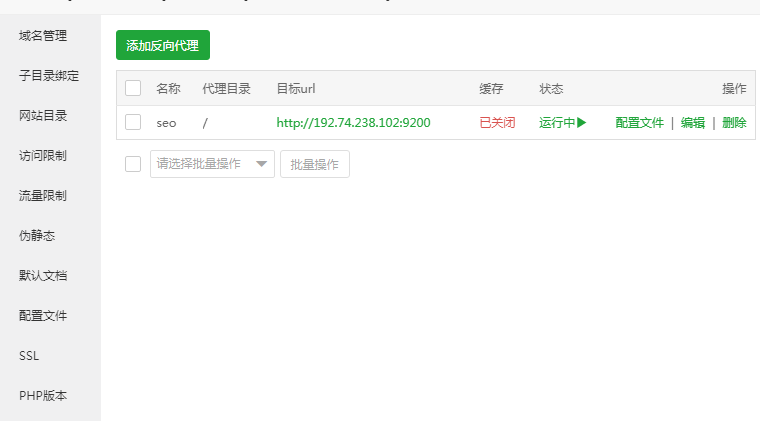 域名管理
子目录绑定
网站目录
访问限制
流量限制
伪静态
默认文档
配置文件
SSL
PHP版本
添加反向代理
名称 代理目录 目标url 缓存 状态 操作
seo / http://192.74.238.102:9200 已关闭 运行中 配置文件 | 编辑 | 删除
请选择批量操作 批量操作